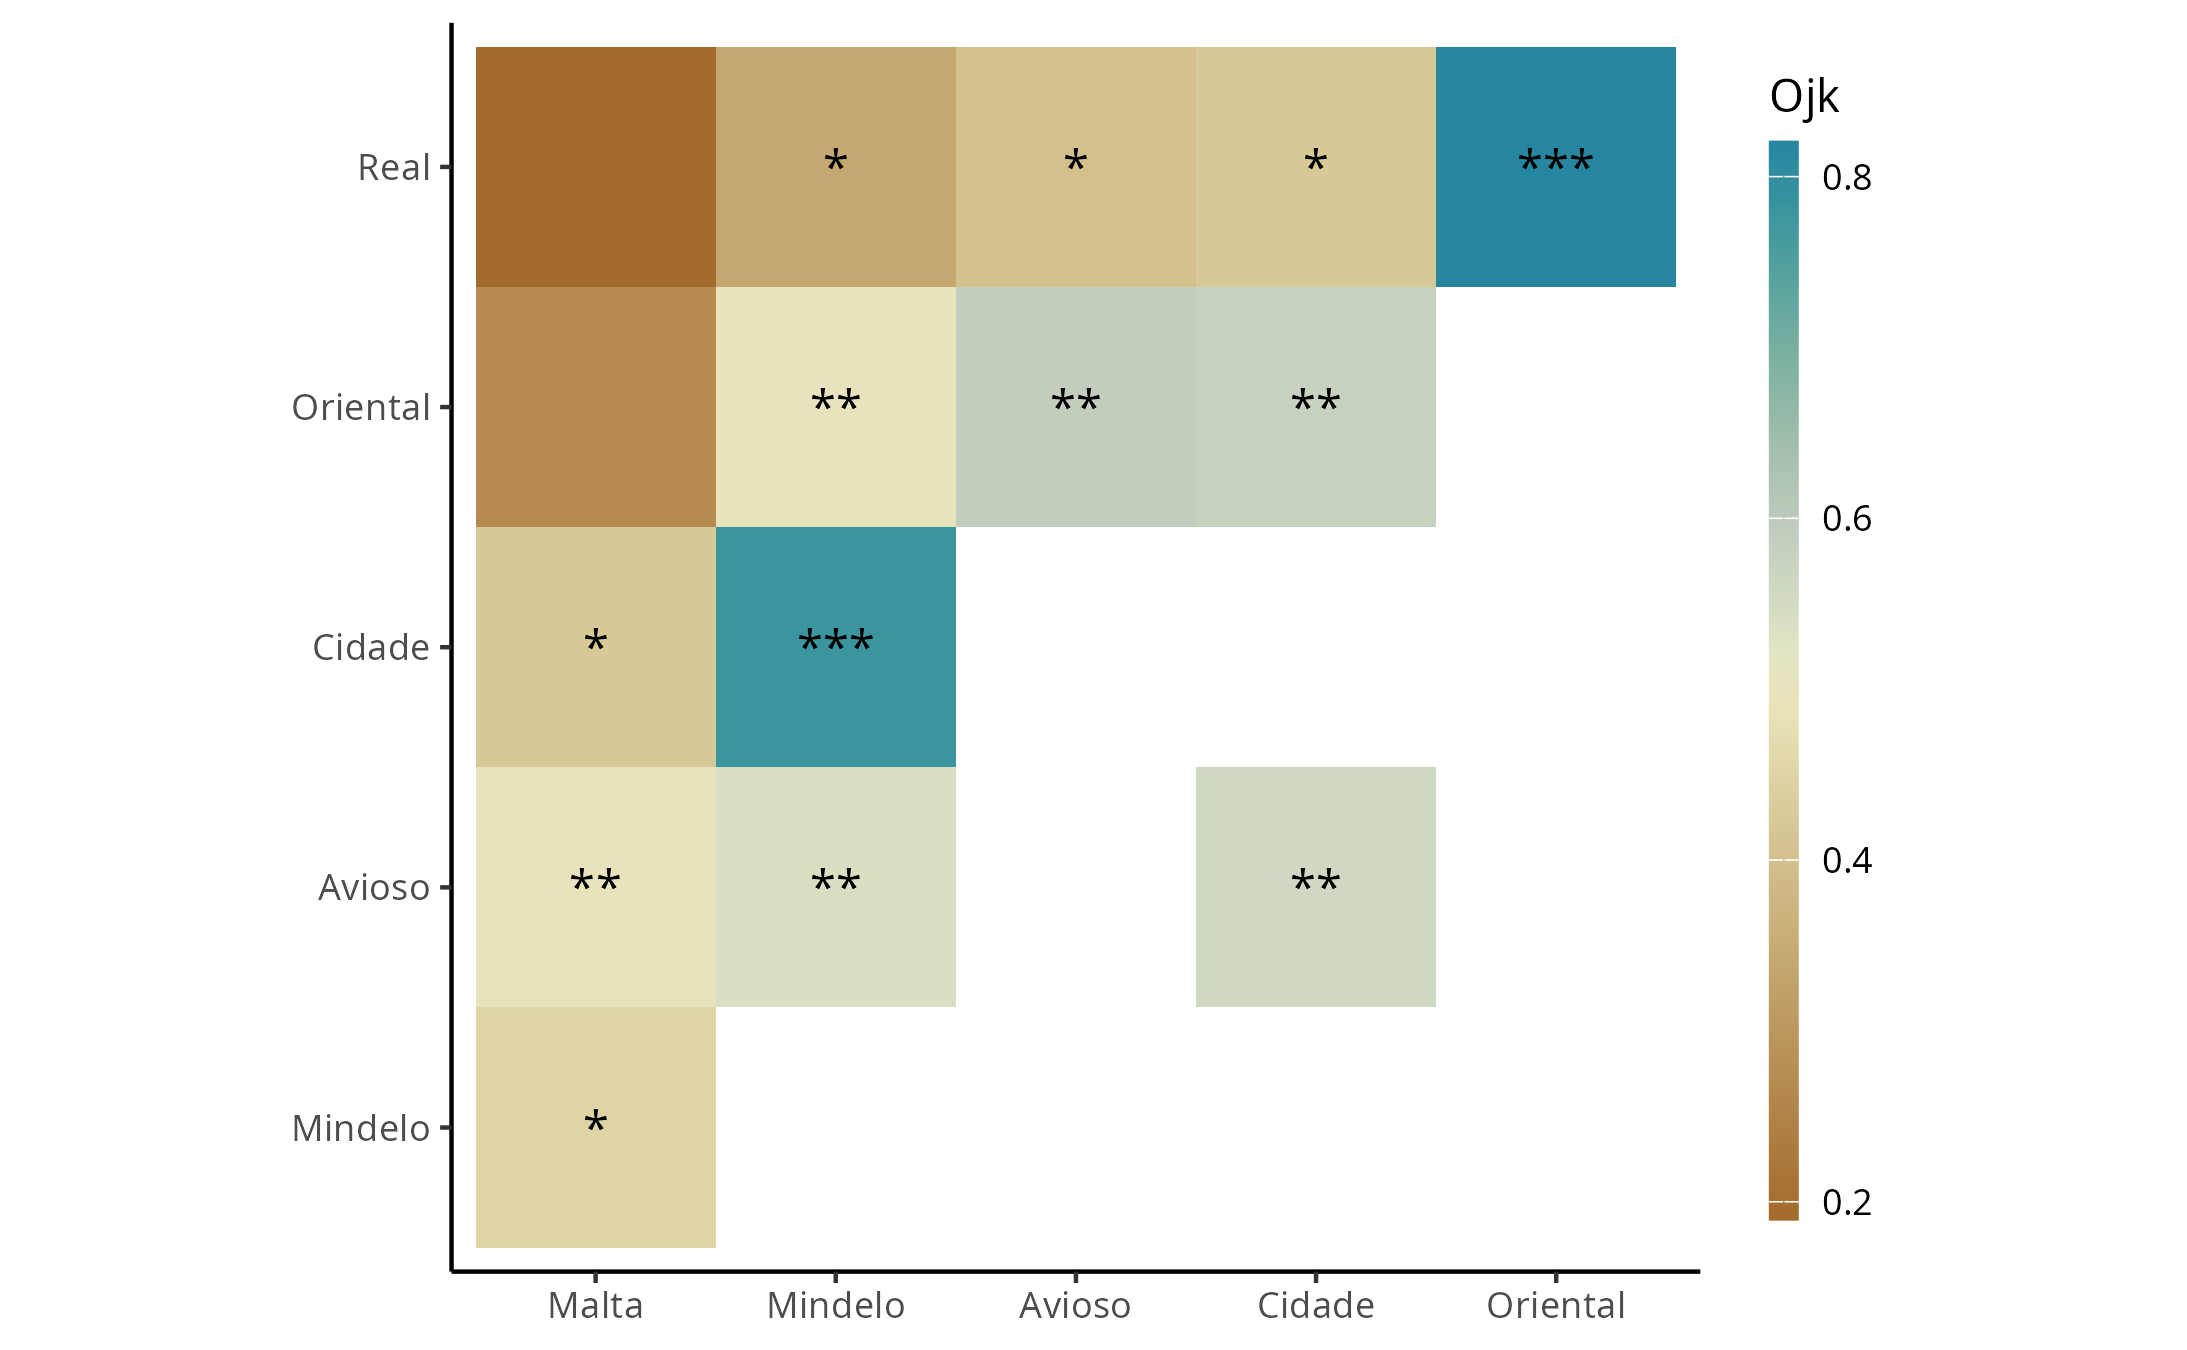 Ojk
0.8
0.6
0.4
0.2
Real
* * * ***
Oriental
** ** **
Cidade
* ***
Avioso
** ** **
Mindelo
*
Malta Mindelo Avioso Cidade Oriental